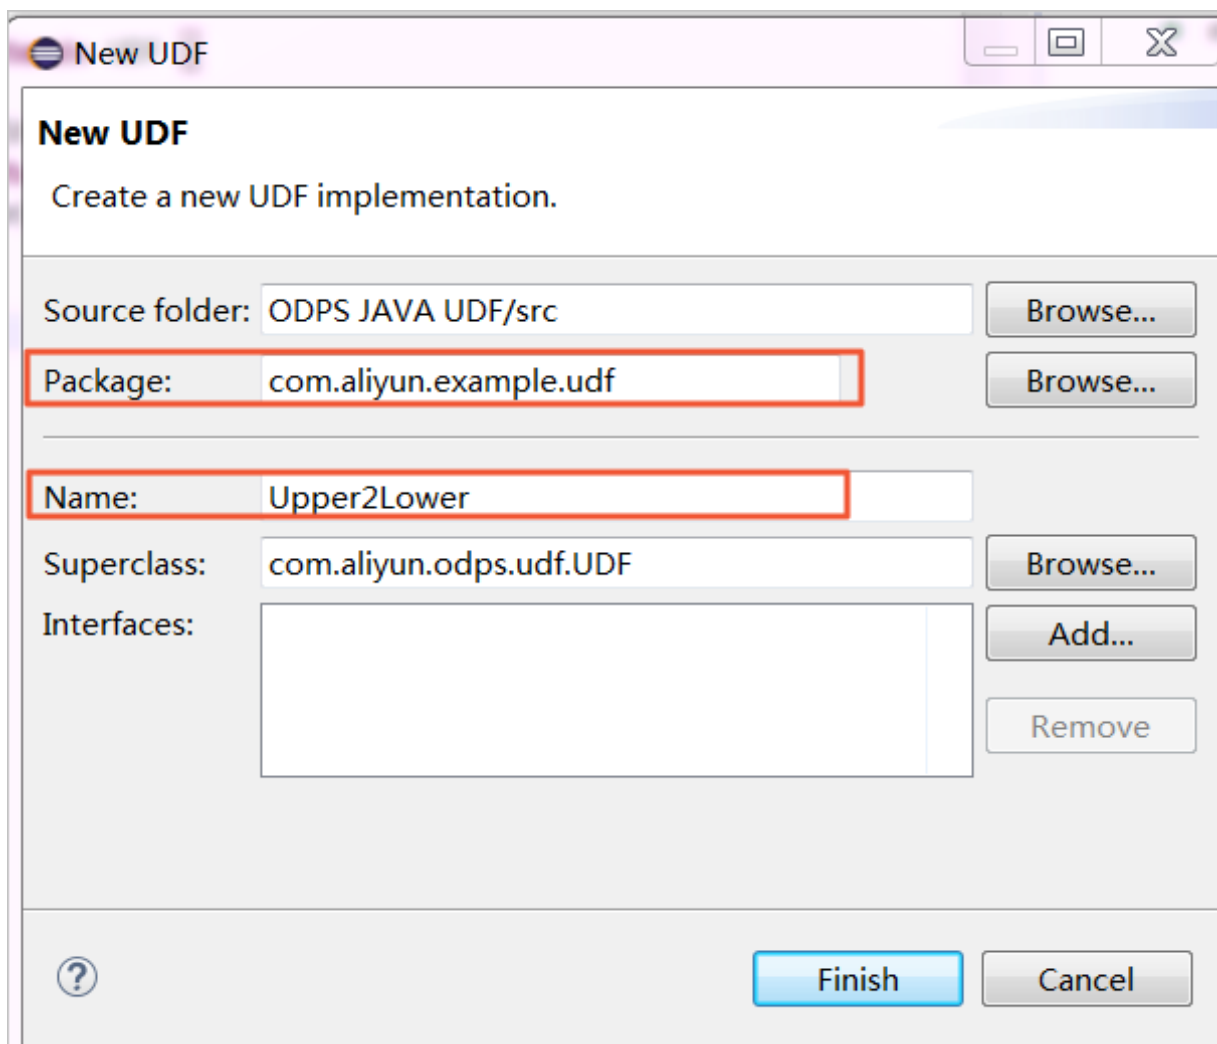 New UDF
New UDF
Create a new UDF implementation.
Source folder: ODPS JAVA UDF/src Browse...
Package: com.aliyun.example.udf Browse...
Name: Upper2Lower
Superclass: com.aliyun.odps.udf.UDF Browse...
Interfaces: Add...
Remove
? Finish Cancel